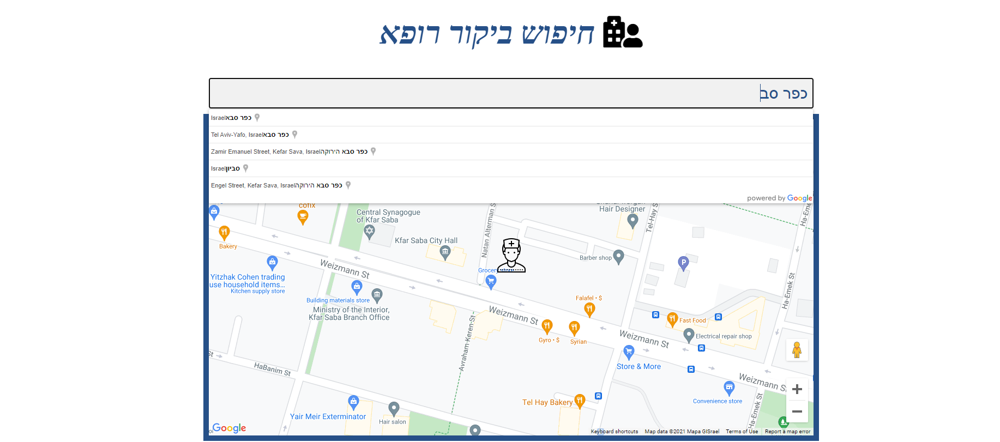 חיפוש ביקור רופא
כפר סב
כפר סבא Israel
כפר סבא Tel Aviv-Yafo, Israel
כפר סבא הירוקה Zamir Emanuel Street, Kefar Sava, Israel
סביון Israel
כפר סבא הירוקה Engel Street, Kefar Sava, Israel
powered by Google
COTIX
Central Synagogue
of Kfar Saba
Hair Designer
Natan Alterman S
Tel-Hay S
Ha-Eme
Bakery
Kfar Saba City Hall
Barber shop
P
Weizmann St
Grocery store
Yitzhak Cohen trading
use household items...
Kitchen supply store
Building materials store
Ministry of the Interior,
Kfar Saba Branch Office
Falafel • $
Ha-Emek St
Weizmann St
Fast Food
Gyro • $
Syrian
Weizmann St
Electrical repair shop
Avraham Keren St
St
HaBanim St
Store & More
Weizmann S
Tel Hay Bakery
Convenience store
Ha-Emek St
Yair Meir Exterminator
Hair salon
Google
Keyboard shortcuts
Map data ©2021 Mapa GISrael
Terms of Use
Report a map error